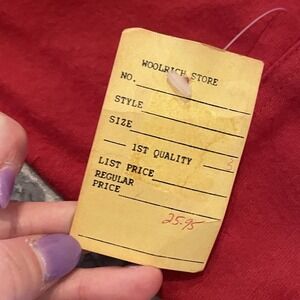 WOOLRICH STORE
NO.
STYLE
SIZE
1ST QUALITY
LIST PRICE
REGULAR
PRICE
25.95